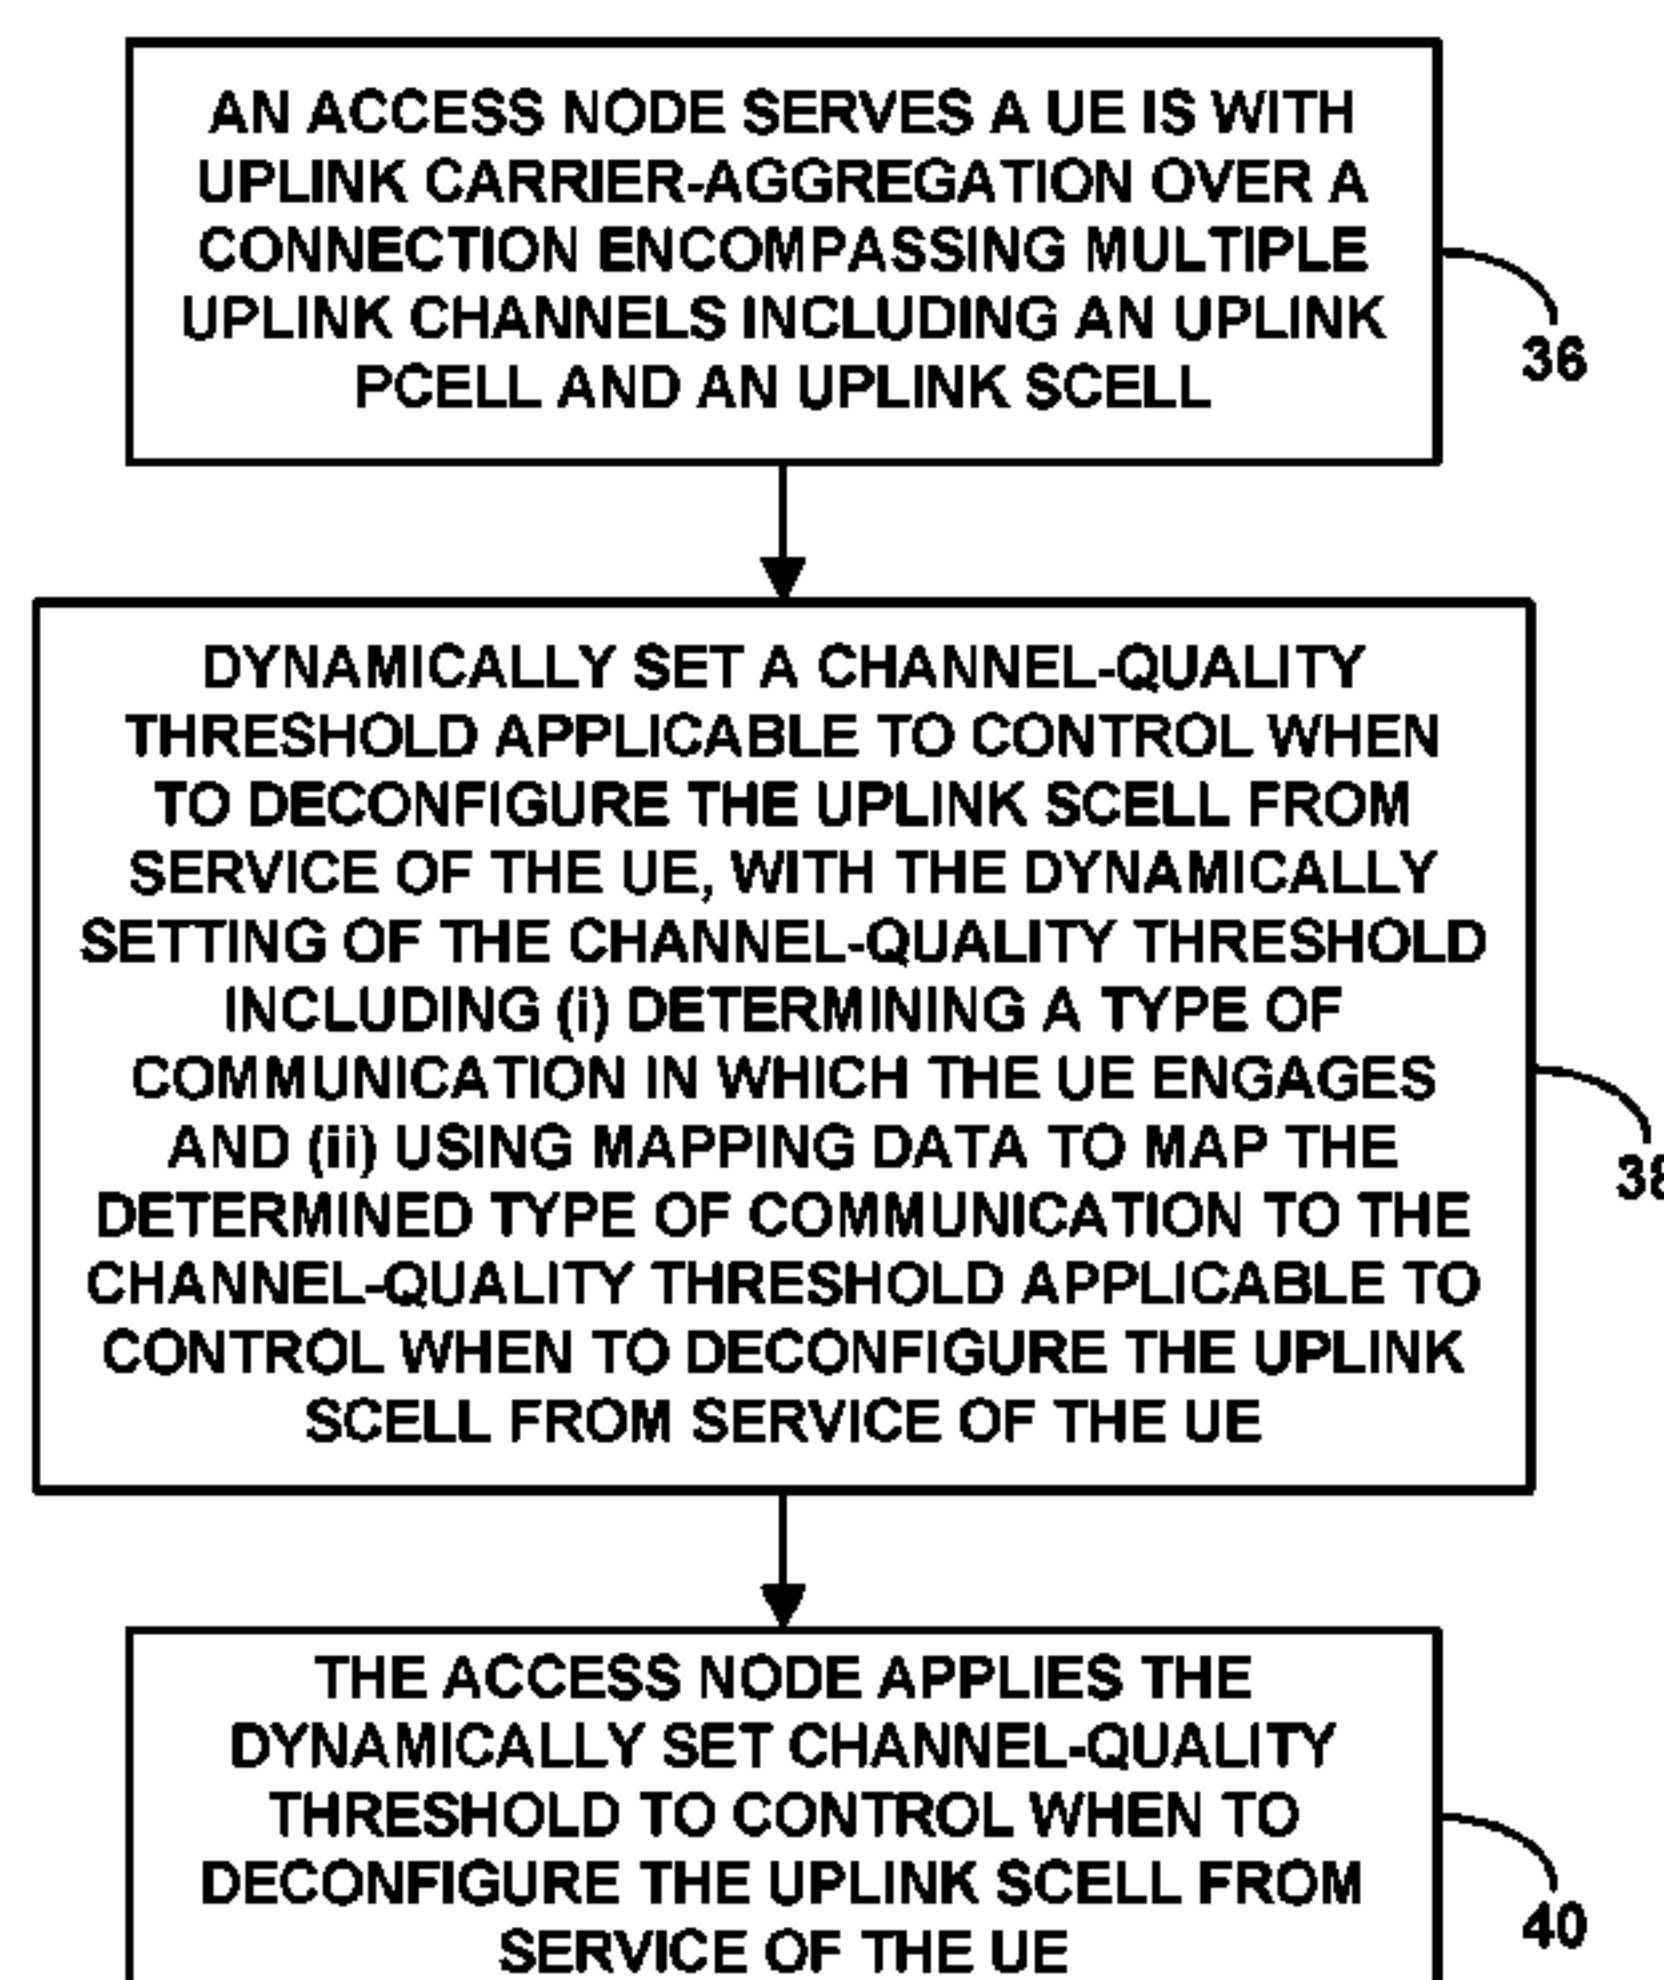 AN ACCESS NODE SERVES A UE IS WITH
UPLINK CARRIER-AGGREGATION OVER A
CONNECTION ENCOMPASSING MULTIPLE
UPLINK CHANNELS INCLUDING AN UPLINK
PCELL AND AN UPLINK SCELL
36
DYNAMICALLY SET A CHANNEL-QUALITY
THRESHOLD APPLICABLE TO CONTROL WHEN
TO DECONFIGURE THE UPLINK SCELL FROM
SERVICE OF THE UE, WITH THE DYNAMICALLY
SETTING OF THE CHANNEL-QUALITY THRESHOLD
INCLUDING (i) DETERMINING A TYPE OF
COMMUNICATION IN WHICH THE UE ENGAGES
AND (ii) USING MAPPING DATA TO MAP THE
DETERMINED TYPE OF COMMUNICATION TO THE
CHANNEL-QUALITY THRESHOLD APPLICABLE TO
CONTROL WHEN TO DECONFIGURE THE UPLINK
SCELL FROM SERVICE OF THE UE
38
THE ACCESS NODE APPLIES THE
DYNAMICALLY SET CHANNEL-QUALITY
THRESHOLD TO CONTROL WHEN TO
DECONFIGURE THE UPLINK SCELL FROM
SERVICE OF THE UE
40